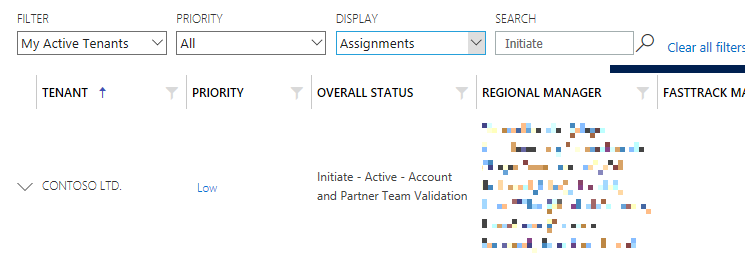 FILTER PRIORITY DISPLAY SEARCH
My Active Tenants All Assignments Initiate Clear all filters
TENANT PRIORITY OVERALL STATUS REGIONAL MANAGER FASTTRACK MA
CONTOSO LTD. Low Initiate - Active - Account
and Partner Team Validation